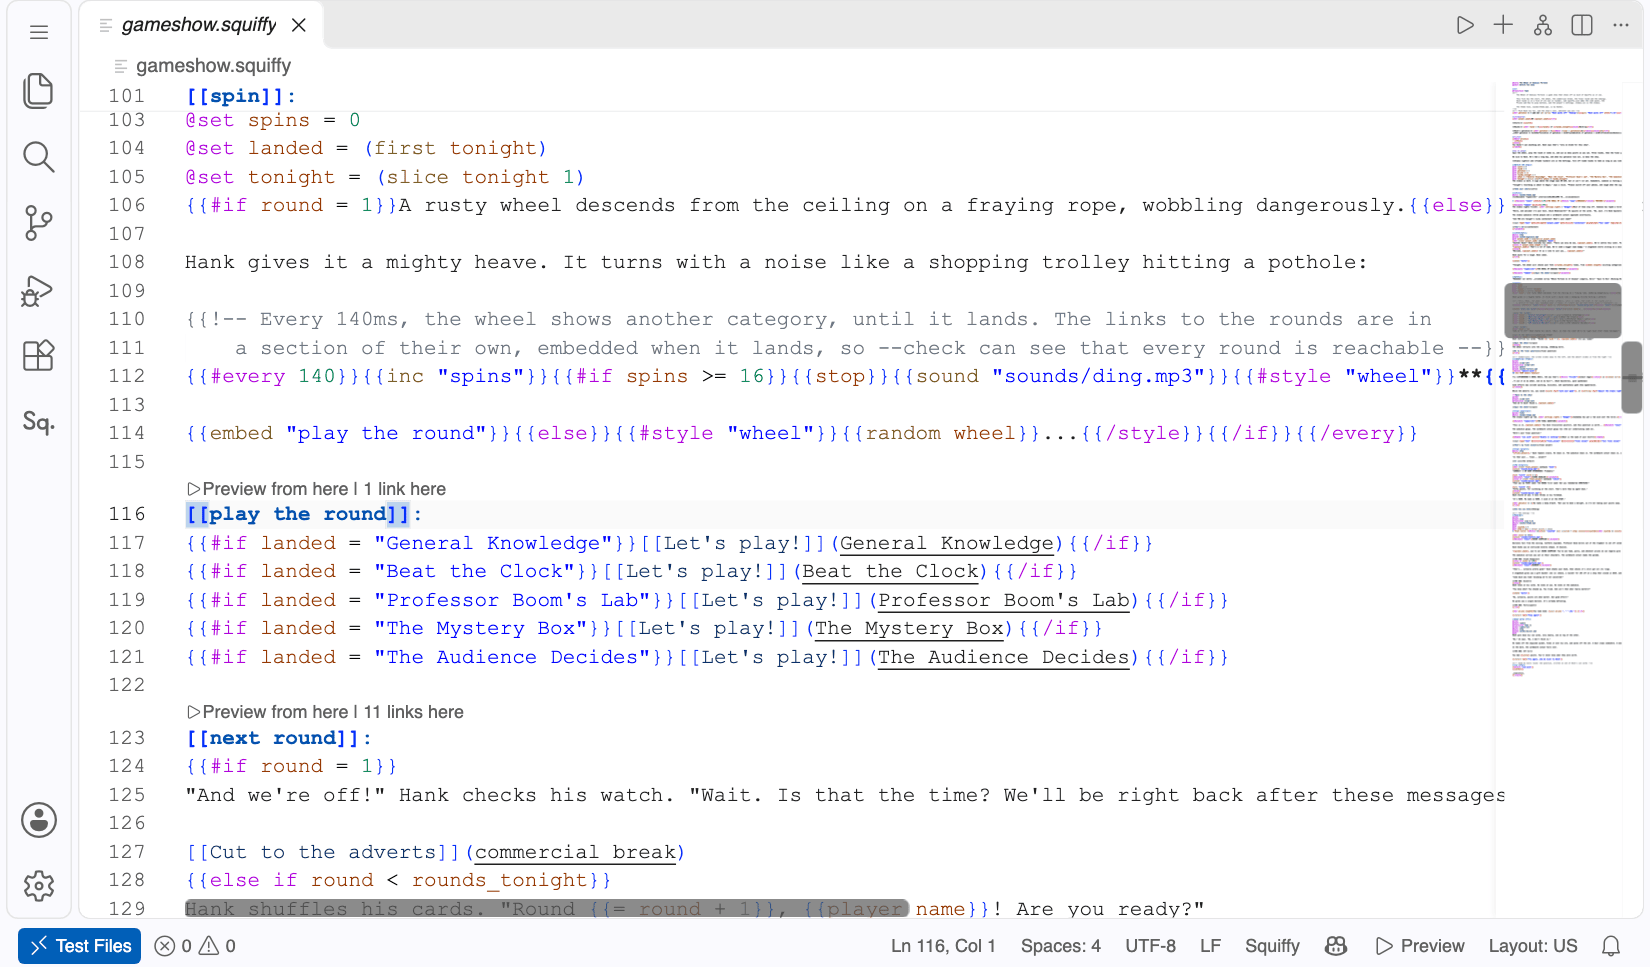 gameshow.squiffy
gameshow.squiffy
101 [[spin]]:
103 @set spins = 0
104 @set landed = (first tonight)
105 @set tonight = (slice tonight 1)
106 {{#if round = 1}}A rusty wheel descends from the ceiling on a fraying rope, wobbling dangerously.{{else}}
107
108 Hank gives it a mighty heave. It turns with a noise like a shopping trolley hitting a pothole:
109
110 {{!-- Every 140ms, the wheel shows another category, until it lands. The links to the rounds are in
111 a section of their own, embedded when it lands, so --check can see that every round is reachable --}}
112 {{#every 140}}{{inc "spins"}}{{#if spins >= 16}}{{stop}}{{sound "sounds/ding.mp3"}}{{#style "wheel"}}**{{
113
114 {{embed "play the round"}}{{else}}{{#style "wheel"}}{{random wheel}}...{{/style}}{{/if}}{{/every}}
115
Preview from here | 1 link here
116 [[play the round]]:
117 {{#if landed = "General Knowledge"}}[[Let's play!]](General Knowledge){{/if}}
118 {{#if landed = "Beat the Clock"}}[[Let's play!]](Beat the Clock){{/if}}
119 {{#if landed = "Professor Boom's Lab"}}[[Let's play!]](Professor Boom's Lab){{/if}}
120 {{#if landed = "The Mystery Box"}}[[Let's play!]](The Mystery Box){{/if}}
121 {{#if landed = "The Audience Decides"}}[[Let's play!]](The Audience Decides){{/if}}
122
Preview from here | 11 links here
123 [[next round]]:
124 {{#if round = 1}}
125 "And we're off!" Hank checks his watch. "Wait. Is that the time? We'll be right back after these messages
126
127 [[Cut to the adverts]](commercial break)
128 {{else if round < rounds_tonight}}
129 Hank shuffles his cards. "Round {{= round + 1}}, {{player name}}! Are you ready?"
Sq.
Test Files 0 0 Ln 116, Col 1 Spaces: 4 UTF-8 LF Squiffy Preview Layout: US